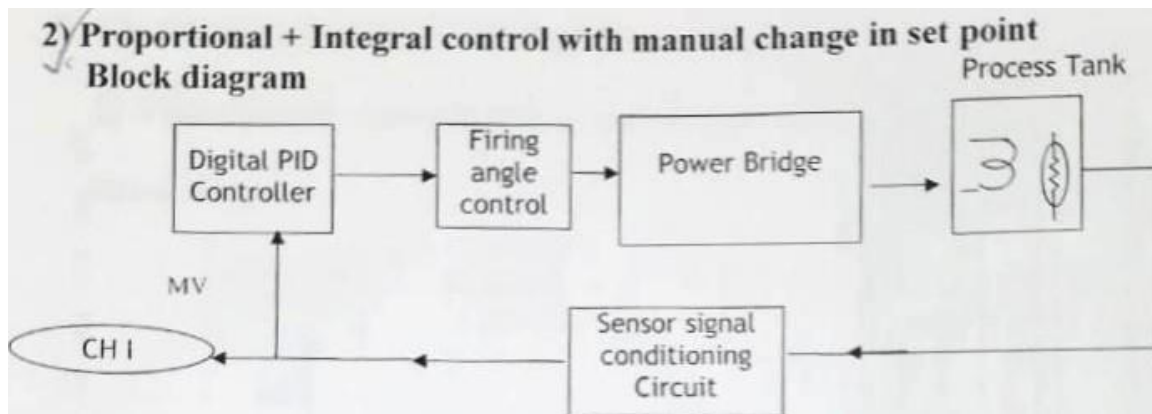 2) Proportional + Integral control with manual change in set point
Block diagram
Process Tank
Digital PID
Controller
Firing
angle
control
Power Bridge
MV
CH I
Sensor signal
conditioning
Circuit